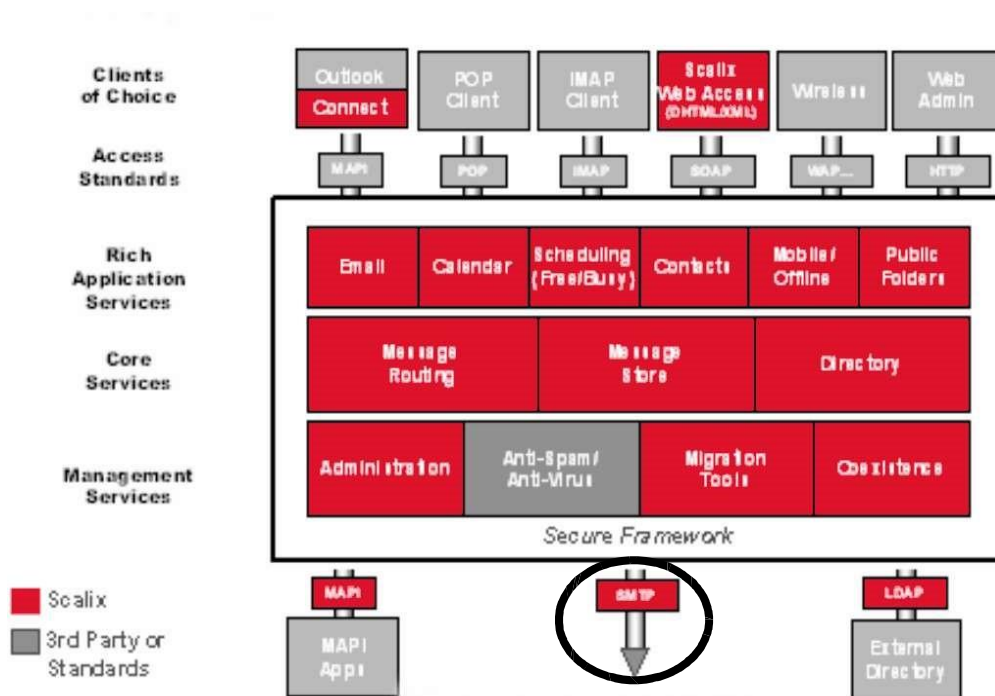 Clients
of Choice
Outlook
Connect
POP
Client
IMAP
Client
Scalix
Web Access
(DHTML/XML)
Wireless
Web
Admin
Access
Standards
MAPI
POP
IMAP
SOAP
WAP...
HTTP
Rich
Application
Services
Email
Calendar
Scheduling
(Free/Busy)
Contacts
Mobile/
Offline
Public
Folders
Core
Services
Message
Routing
Message
Store
Directory
Management
Services
Administration
Anti-Spam/
Anti-Virus
Migration
Tools
Coexistence
Secure Framework
Scalix
3rd Party or
Standards
MAPI
MAPI
Apps
SMTP
LDAP
External
Directory